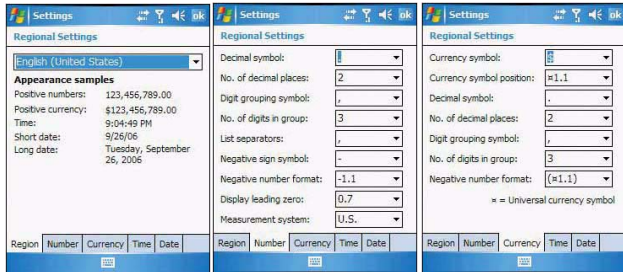 Settings ok
Regional Settings
English (United States)
Appearance samples
Positive numbers: 123,456,789.00
Positive currency: $123,456,789.00
Time: 9:04:49 PM
Short date: 9/26/06
Long date: Tuesday, September
26, 2006
Region Number Currency Time Date
Settings ok
Regional Settings
Decimal symbol: .
No. of decimal places: 2
Digit grouping symbol: ,
No. of digits in group: 3
List separators: ,
Negative sign symbol: -
Negative number format: -1.1
Display leading zero: 0.7
Measurement system: U.S.
Region Number Currency Time Date
Settings ok
Regional Settings
Currency symbol: $
Currency symbol position: ¤1.1
Decimal symbol: .
No. of decimal places: 2
Digit grouping symbol: ,
No. of digits in group: 3
Negative number format: (¤1.1)
¤ = Universal currency symbol
Region Number Currency Time Date